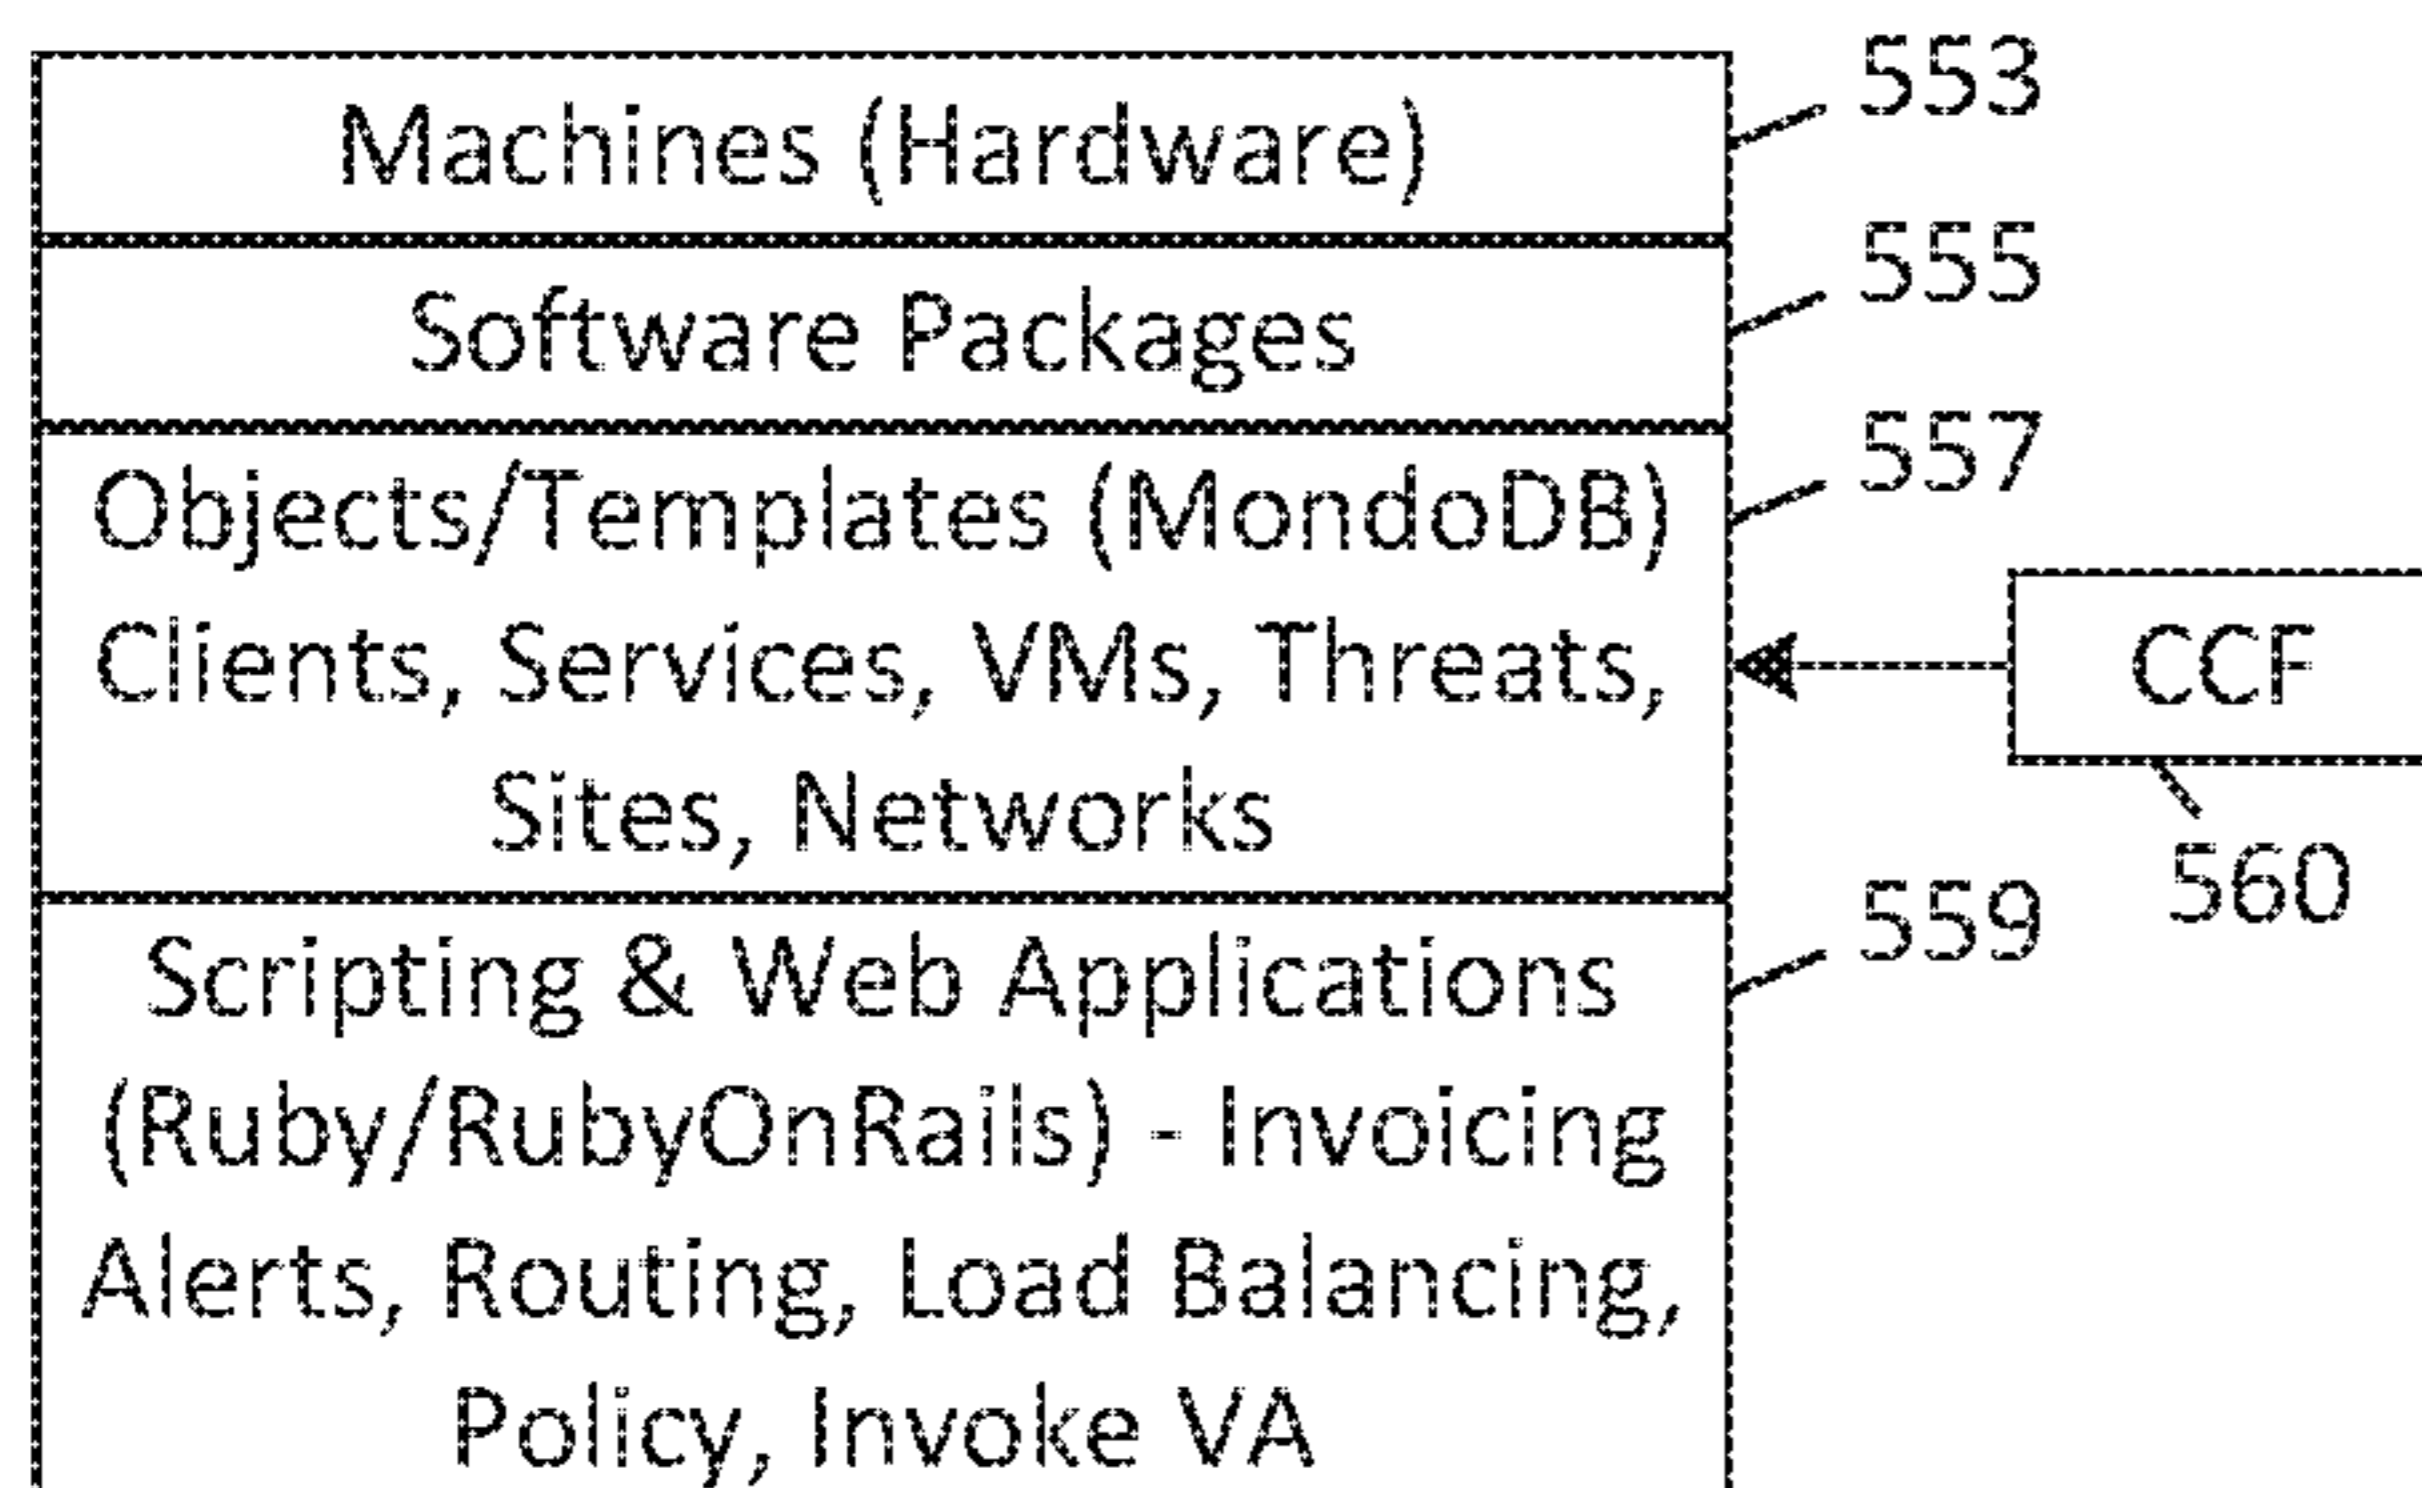 Machines (Hardware)
553
Software Packages
555
Objects/Templates (MondoDB)
557
Clients, Services, VMs, Threats,
Sites, Networks
CCF
560
Scripting & Web Applications
559
(Ruby/RubyOnRails) - Invoicing
Alerts, Routing, Load Balancing,
Policy, Invoke VA